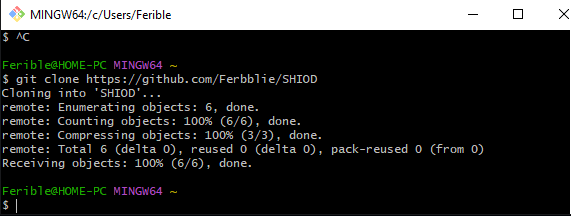 MINGW64:/c/Users/Ferible
$ ^C
Ferible@HOME-PC MINGW64 ~
$ git clone https://github.com/Ferbblie/SHIOD
Cloning into 'SHIOD'...
remote: Enumerating objects: 6, done.
remote: Counting objects: 100% (6/6), done.
remote: Compressing objects: 100% (3/3), done.
remote: Total 6 (delta 0), reused 0 (delta 0), pack-reused 0 (from 0)
Receiving objects: 100% (6/6), done.
Ferible@HOME-PC MINGW64 ~
$